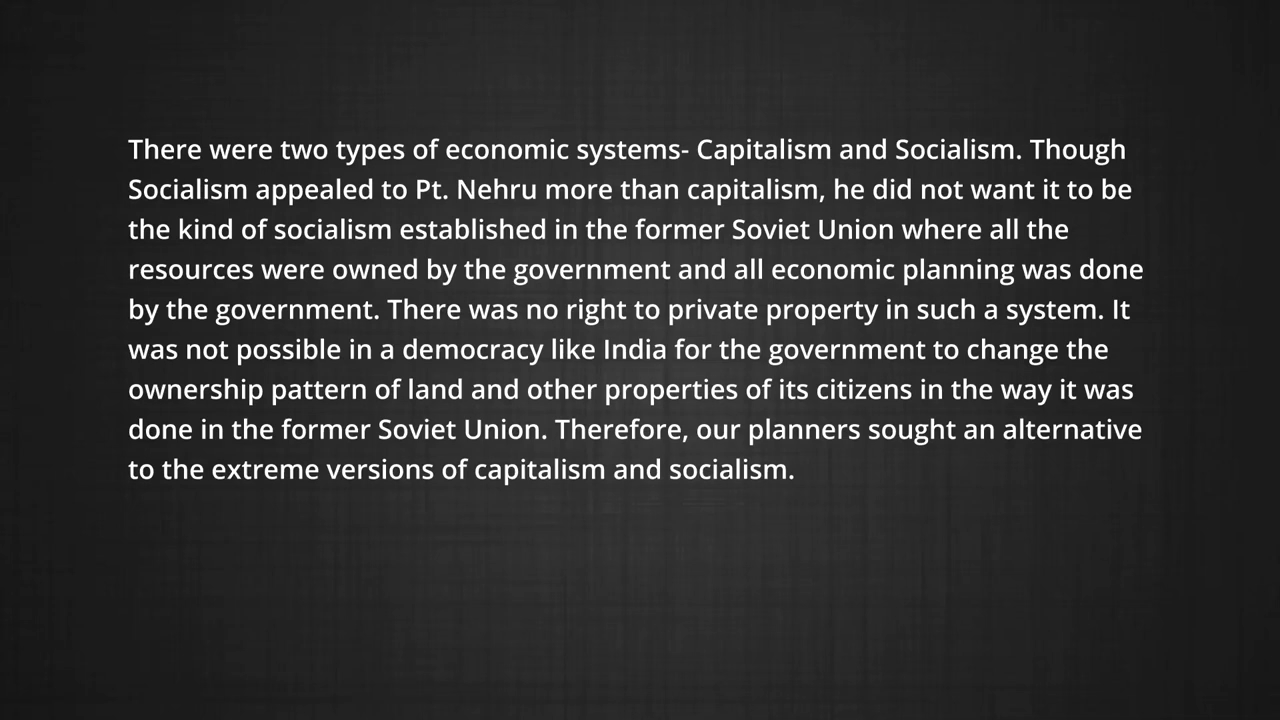 There were two types of economic systems- Capitalism and Socialism. Though
Socialism appealed to Pt. Nehru more than capitalism, he did not want it to be
the kind of socialism established in the former Soviet Union where all the
resources were owned by the government and all economic planning was done
by the government. There was no right to private property in such a system. It
was not possible in a democracy like India for the government to change the
ownership pattern of land and other properties of its citizens in the way it was
done in the former Soviet Union. Therefore, our planners sought an alternative
to the extreme versions of capitalism and socialism.